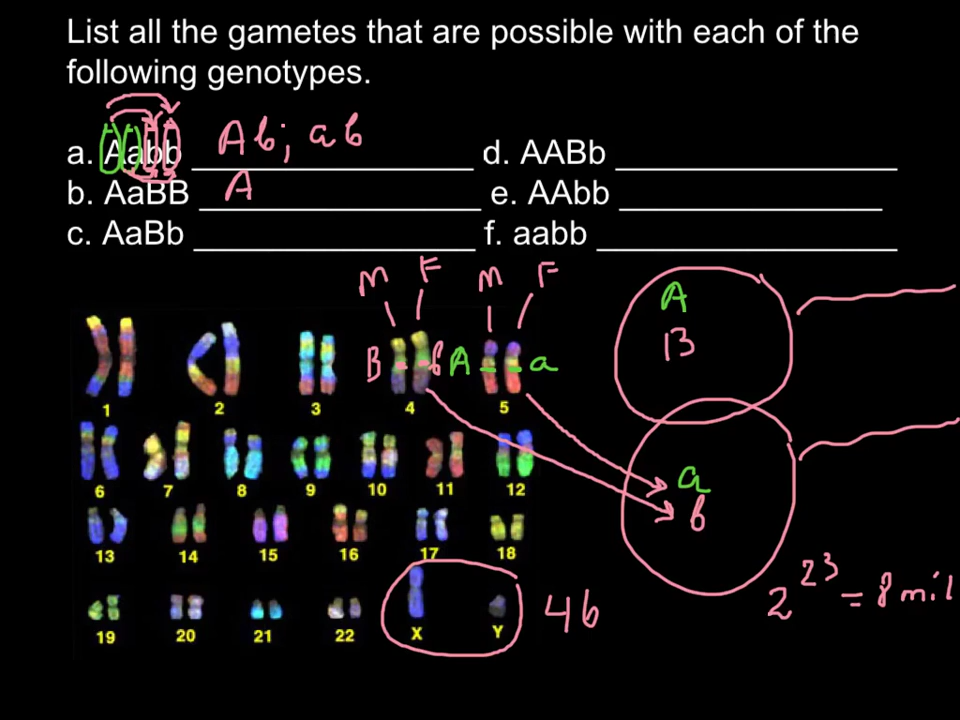 List all the gametes that are possible with each of the
following genotypes.
a. Aabb Ab; ab d. AABb
b. AaBB A e. AAbb
c. AaBb f. aabb
M F M F
A
B
B b A a
1 2 3 4 5
6 7 8 9 10 11 12
a
b
13 14 15 16 17 18
2^23 = 8 mil
19 20 21 22 X Y 46